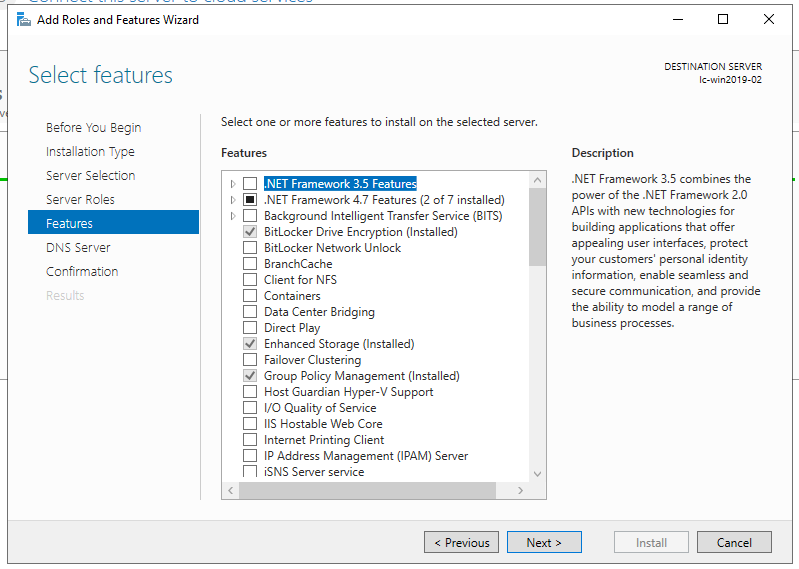 Connect this server to cloud services
Add Roles and Features Wizard
Select features
DESTINATION SERVER
lc-win2019-02
Before You Begin
Installation Type
Server Selection
Server Roles
Features
DNS Server
Confirmation
Results
Select one or more features to install on the selected server.
Features
.NET Framework 3.5 Features
.NET Framework 4.7 Features (2 of 7 installed)
Background Intelligent Transfer Service (BITS)
BitLocker Drive Encryption (Installed)
BitLocker Network Unlock
BranchCache
Client for NFS
Containers
Data Center Bridging
Direct Play
Enhanced Storage (Installed)
Failover Clustering
Group Policy Management (Installed)
Host Guardian Hyper-V Support
I/O Quality of Service
IIS Hostable Web Core
Internet Printing Client
IP Address Management (IPAM) Server
iSNS Server service
Description
.NET Framework 3.5 combines the
power of the .NET Framework 2.0
APIs with new technologies for
building applications that offer
appealing user interfaces, protect
your customers' personal identity
information, enable seamless and
secure communication, and provide
the ability to model a range of
business processes.
< Previous
Next >
Install
Cancel